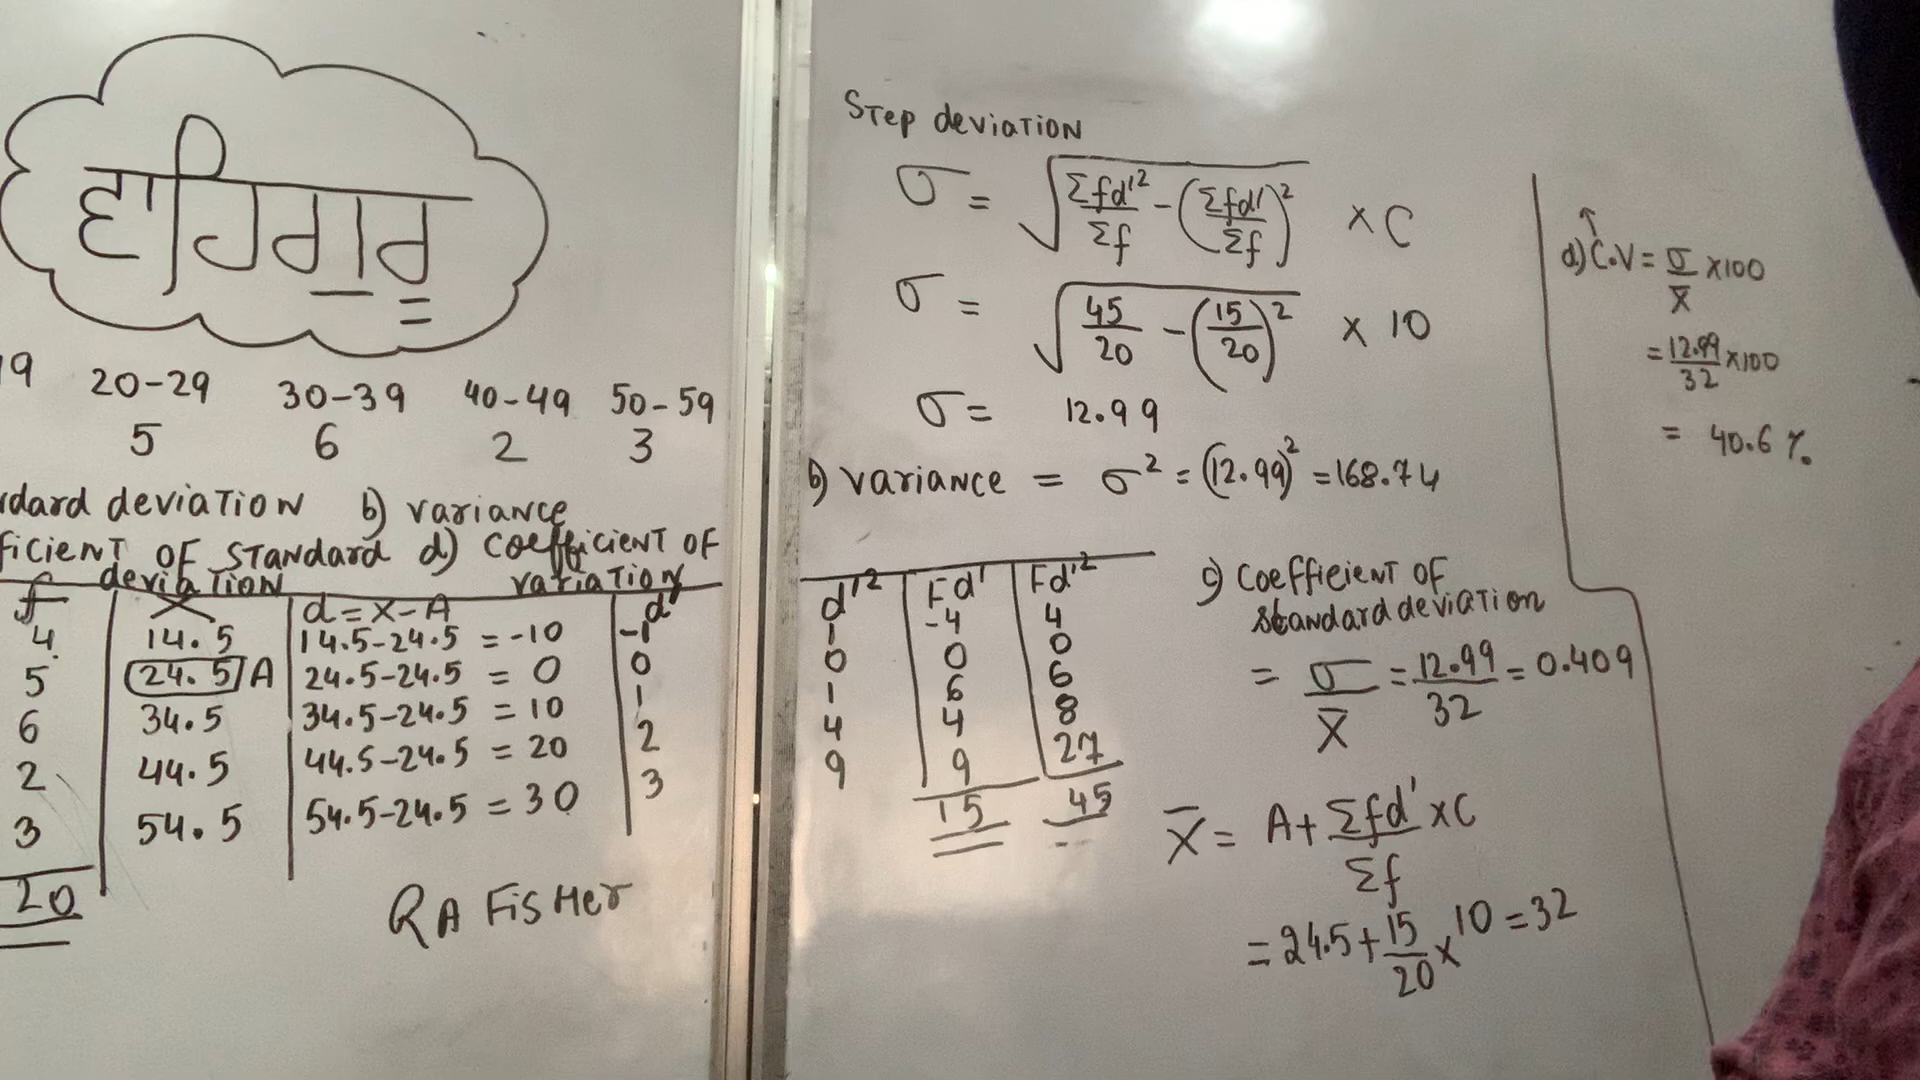 ਵਾਹਿਗੁਰੂ
19 20-29 30-39 40-49 50-59
5 6 2 3
dard deviation b) variance
ficient of standard deviation d) coefficient of variation
f X d=X-A d'
4 14.5 14.5-24.5 = -10 -1
5 24.5 A 24.5-24.5 = 0 0
6 34.5 34.5-24.5 = 10 1
2 44.5 44.5-24.5 = 20 2
3 54.5 54.5-24.5 = 30 3
20
RA Fisher
Step deviation
σ = √(Σfd'²/Σf - (Σfd'/Σf)²) × C
σ = √(45/20 - (15/20)²) × 10
σ = 12.99
b) variance = σ² = (12.99)² = 168.74
d'² Fd' Fd'²
1 -4 4
0 0 0
1 6 6
4 4 8
9 9 27
15 45
c) coefficient of
standard deviation
= σ/X̄ = 12.99/32 = 0.409
X̄ = A + Σfd'/Σf × C
= 24.5 + 15/20 × 10 = 32
d) C.V = σ/X̄ × 100
= 12.99/32 × 100
= 40.6 %.